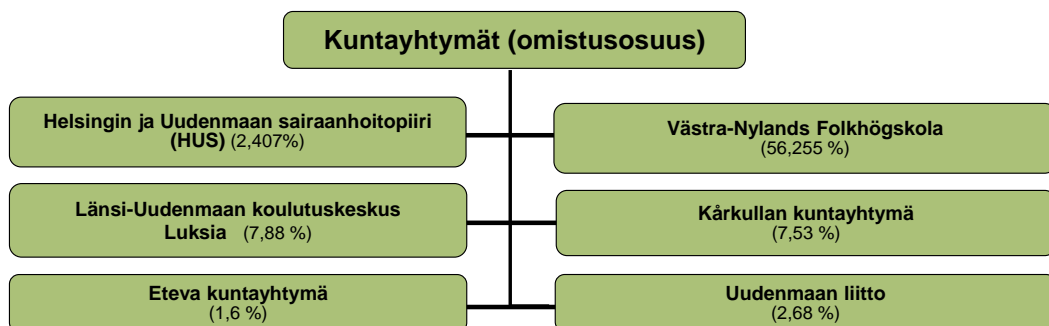 Kuntayhtymät (omistusosuus)
Helsingin ja Uudenmaan sairaanhoitopiiri
(HUS) (2,407%)
Västra-Nylands Folkhögskola
(56,255 %)
Länsi-Uudenmaan koulutuskeskus
Luksia (7,88 %)
Kårkullan kuntayhtymä
(7,53 %)
Eteva kuntayhtymä
(1,6 %)
Uudenmaan liitto
(2,68 %)